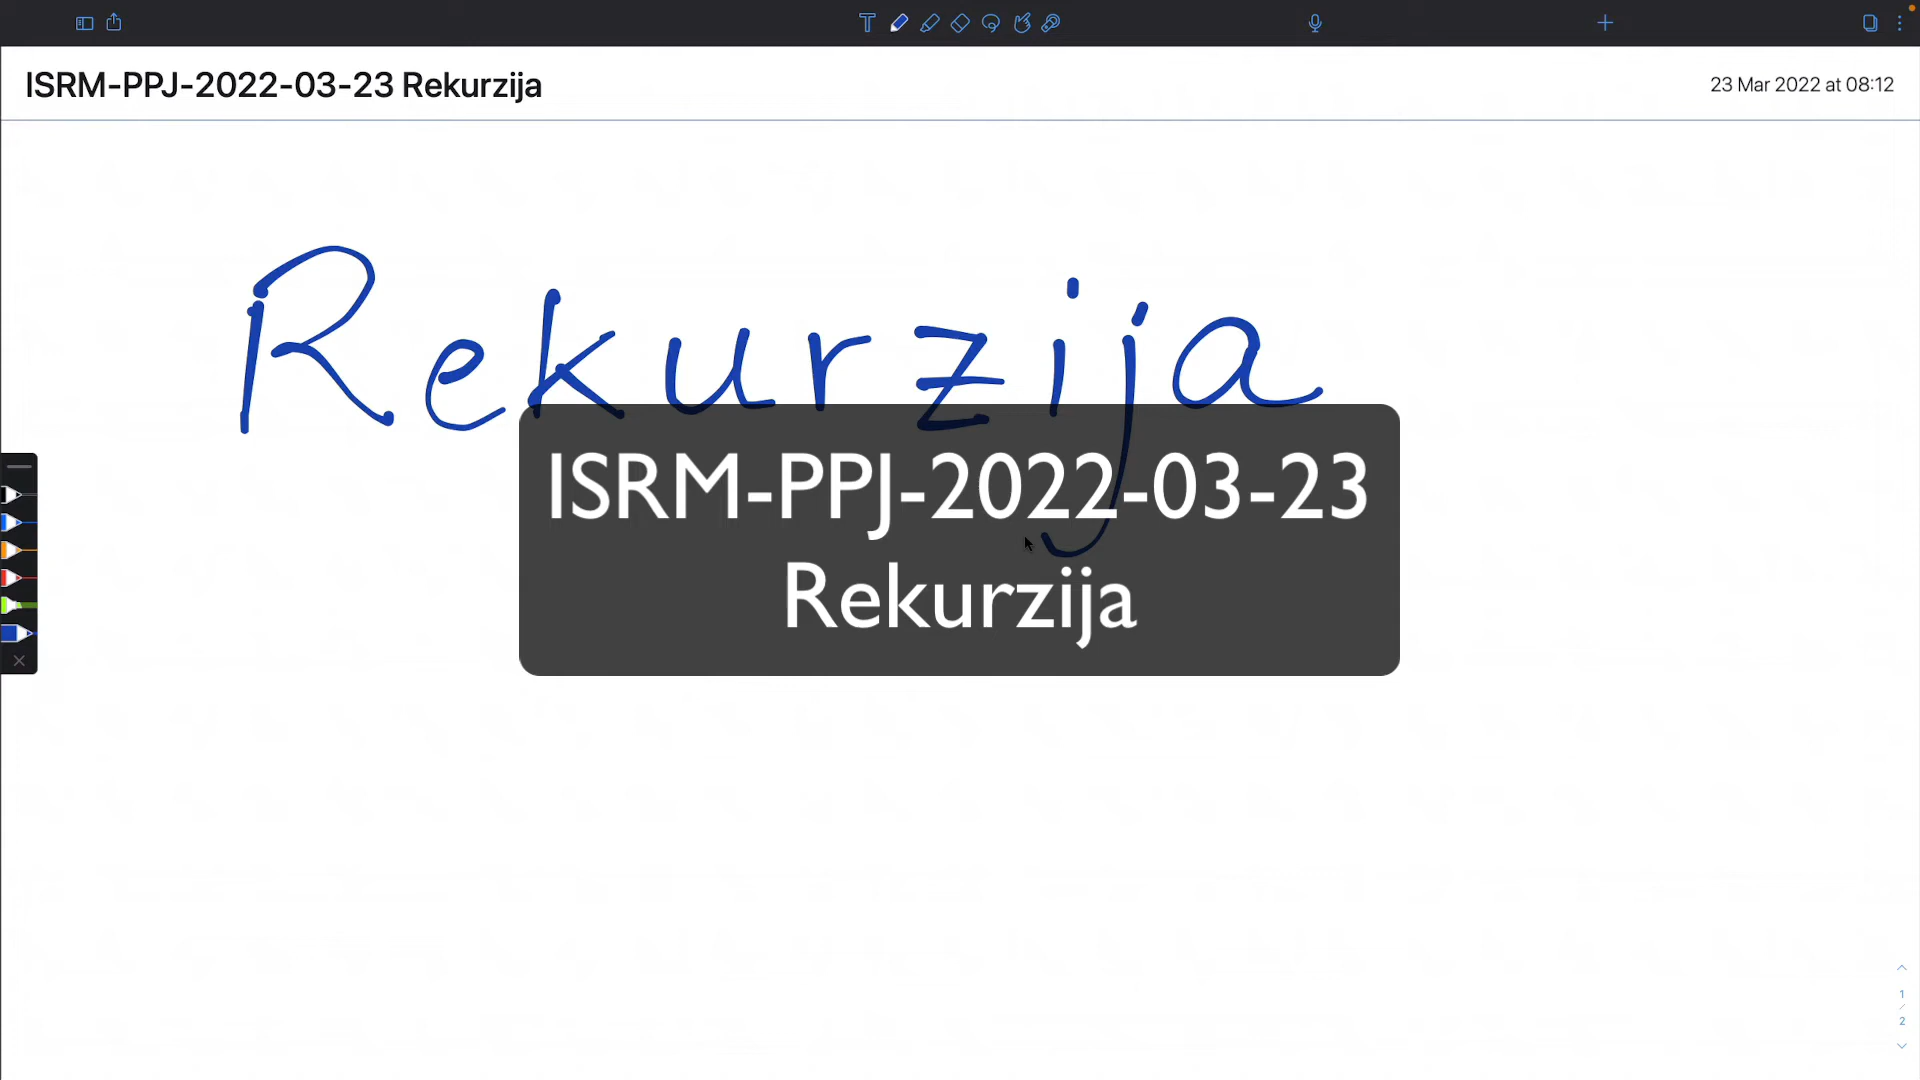 ISRM-PPJ-2022-03-23 Rekurzija
23 Mar 2022 at 08:12
Rekurzija
ISRM-PPJ-2022-03-23
Rekurzija
1
/
2